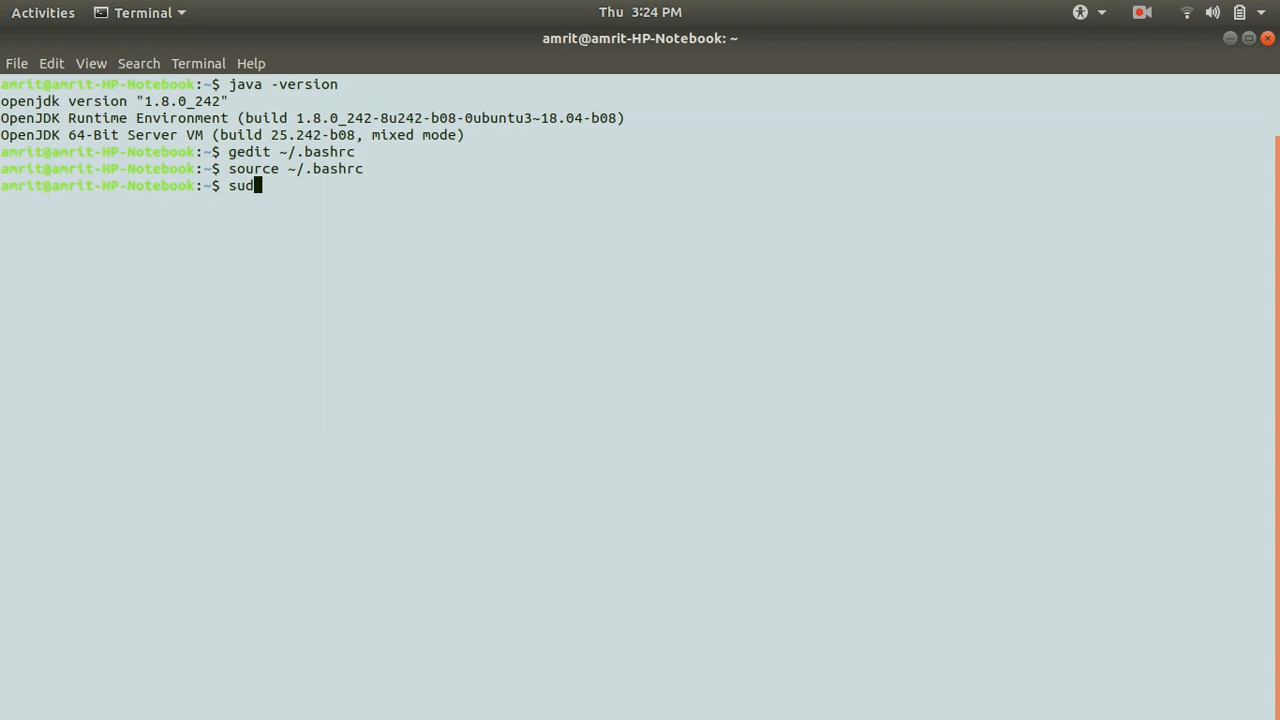 Activities Terminal Thu 3:24 PM
amrit@amrit-HP-Notebook: ~
File Edit View Search Terminal Help
amrit@amrit-HP-Notebook:~$ java -version
openjdk version "1.8.0_242"
OpenJDK Runtime Environment (build 1.8.0_242-8u242-b08-0ubuntu3~18.04-b08)
OpenJDK 64-Bit Server VM (build 25.242-b08, mixed mode)
amrit@amrit-HP-Notebook:~$ gedit ~/.bashrc
amrit@amrit-HP-Notebook:~$ source ~/.bashrc
amrit@amrit-HP-Notebook:~$ sud